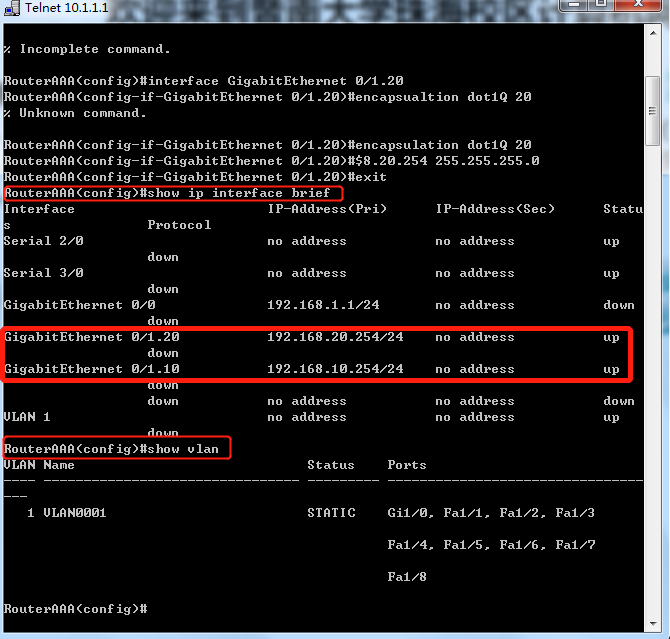 Telnet 10.1.1.1
% Incomplete command.
RouterAAA(config)#interface GigabitEthernet 0/1.20
RouterAAA(config-if-GigabitEthernet 0/1.20)#encapsualtion dot1Q 20
% Unknown command.
RouterAAA(config-if-GigabitEthernet 0/1.20)#encapsulation dot1Q 20
RouterAAA(config-if-GigabitEthernet 0/1.20)#$8.20.254 255.255.255.0
RouterAAA(config-if-GigabitEthernet 0/1.20)#exit
RouterAAA(config)#show ip interface brief
Interface IP-Address(Pri) IP-Address(Sec) Statu
s Protocol
Serial 2/0 no address no address up
down
Serial 3/0 no address no address up
down
GigabitEthernet 0/0 192.168.1.1/24 no address down
down
GigabitEthernet 0/1.20 192.168.20.254/24 no address up
down
GigabitEthernet 0/1.10 192.168.10.254/24 no address up
down
down no address no address down
VLAN 1 no address no address up
down
RouterAAA(config)#show vlan
VLAN Name Status Ports
---- -------------------------------- --------- --------------------------------
---
1 VLAN0001 STATIC Gi1/0, Fa1/1, Fa1/2, Fa1/3
Fa1/4, Fa1/5, Fa1/6, Fa1/7
Fa1/8
RouterAAA(config)#